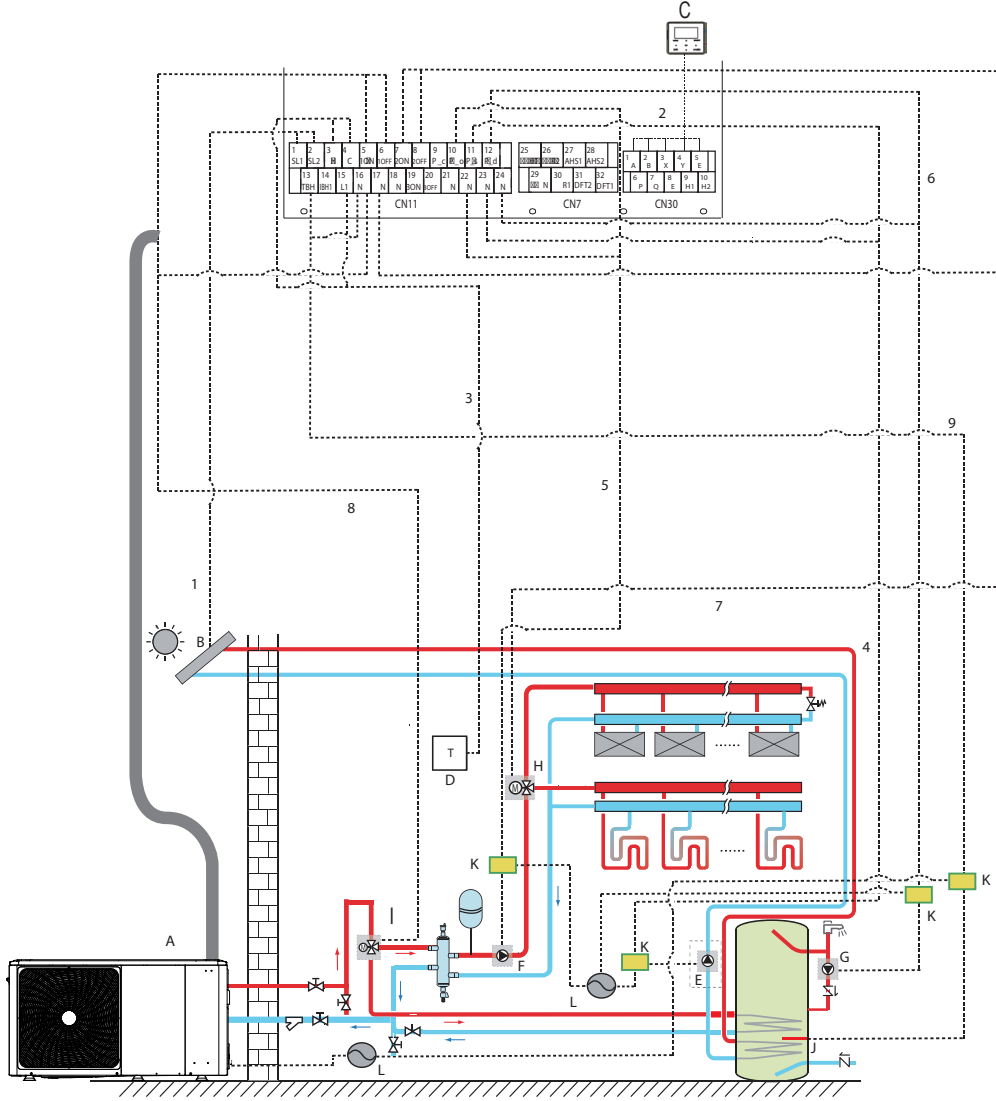 C
2
1 2 3 4 5 6 7 8 9 10 11 12
SL1 SL2 H C 1ON 1OFF 2ON 2OFF P_c P_o P_s P_d
13 14 15 16 17 18 19 20 21 22 23 24
TBH IBH1 L1 N N N 3ON 3OFF N N N N
CN11
25 26 27 28
AHS1 AHS2
29 30 31 32
N R1 DFT2 DFT1
CN7
1 2 3 4 5
A B X Y E
6 7 8 9 10
P Q E H1 H2
CN30
6
3
9
5
8
1
7
B
4
T
D
H
M
K
K
K
A
I
M
F
K
L
E
G
J
L